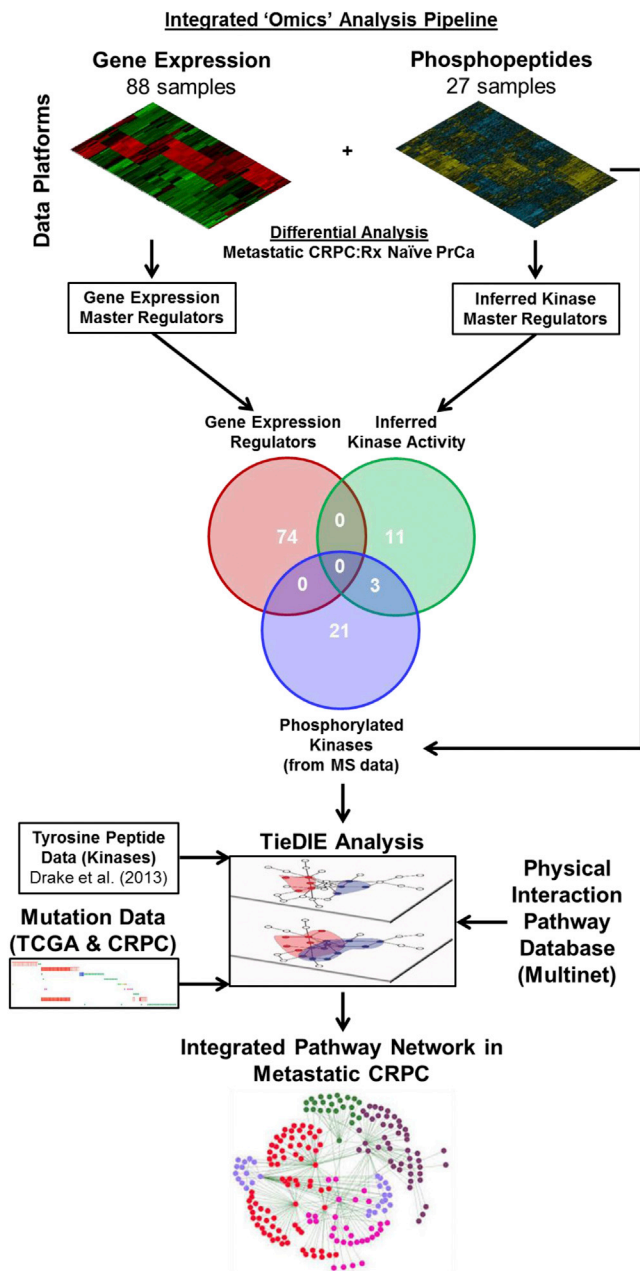 Integrated ‘Omics’ Analysis Pipeline
Gene Expression
88 samples
Phosphopeptides
27 samples
Data Platforms
+
Differential Analysis
Metastatic CRPC:Rx Naïve PrCa
Gene Expression
Master Regulators
Inferred Kinase
Master Regulators
Gene Expression
Regulators
Inferred
Kinase Activity
74
0
11
0
0
3
21
Phosphorylated
Kinases
(from MS data)
TieDIE Analysis
Tyrosine Peptide
Data (Kinases)
Drake et al. (2013)
Mutation Data
(TCGA & CRPC)
Physical
Interaction
Pathway
Database
(Multinet)
Integrated Pathway Network in
Metastatic CRPC